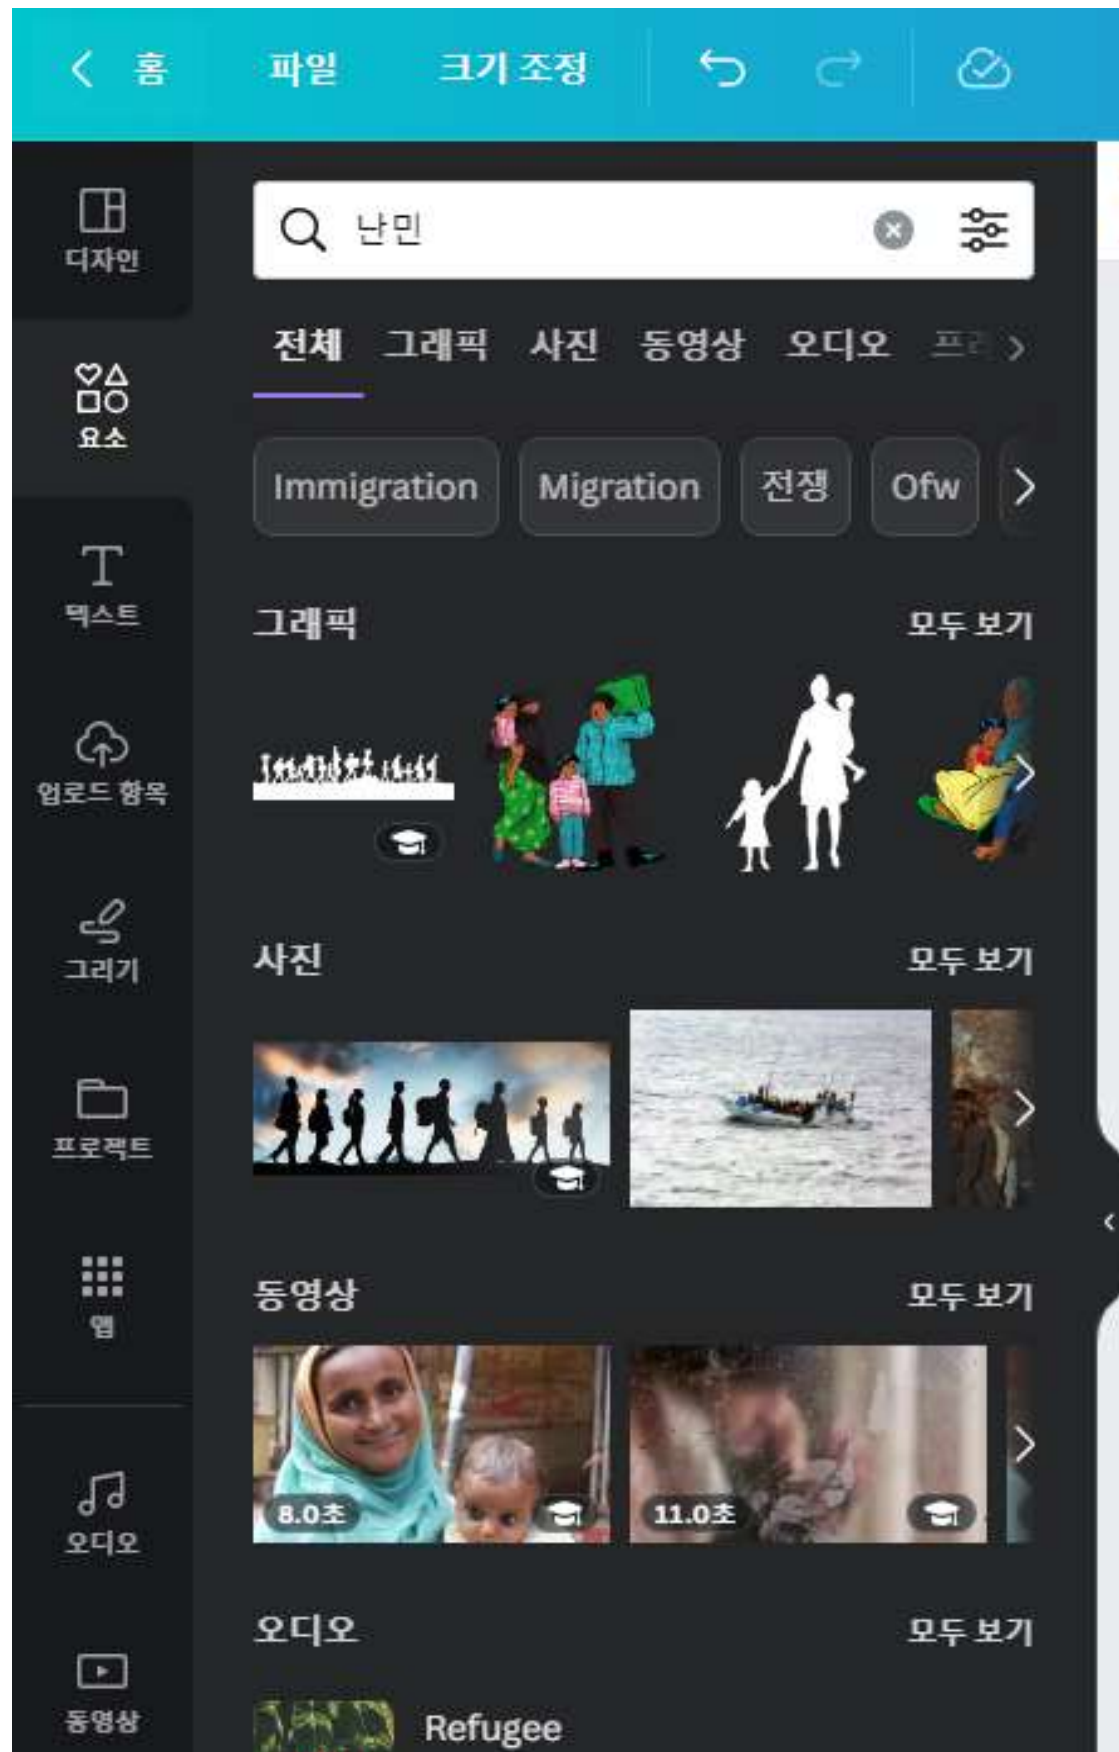 홈 파일 크기 조정
디자인
요소
텍스트
업로드 항목
그리기
프로젝트
앱
오디오
동영상
난민
전체 그래픽 사진 동영상 오디오
Immigration Migration 전쟁 Ofw
그래픽 모두 보기
사진 모두 보기
동영상 모두 보기
8.0초 11.0초
오디오 모두 보기
Refugee